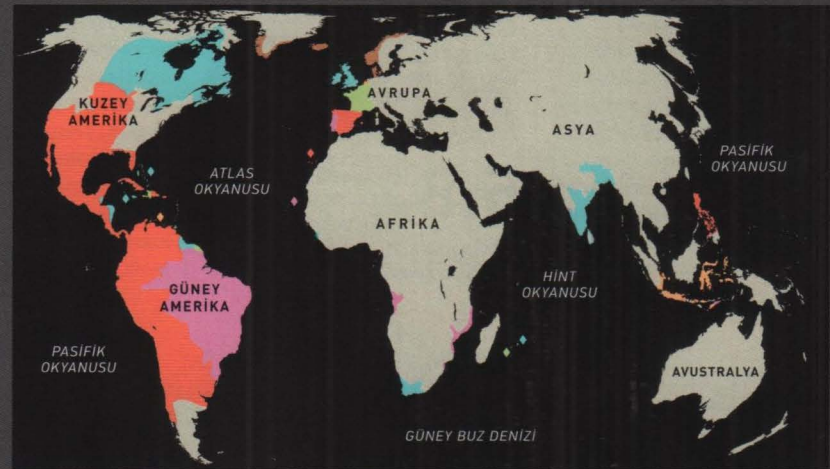 KUZEY
AMERİKA
AVRUPA
ASYA
PASİFİK
OKYANUSU
ATLAS
OKYANUSU
AFRİKA
HİNT
OKYANUSU
GÜNEY
AMERİKA
PASİFİK
OKYANUSU
AVUSTRALYA
GÜNEY BUZ DENİZİ